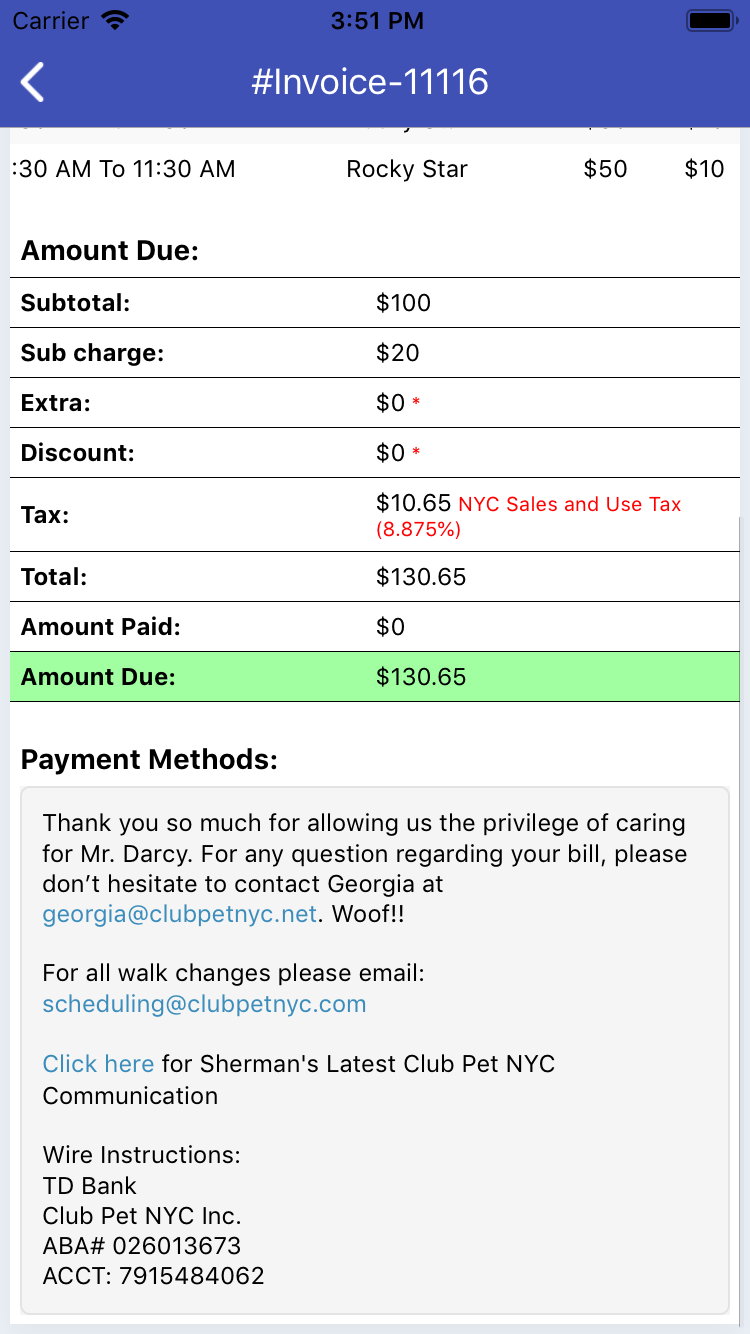 Carrier 3:51 PM
#Invoice-11116
:30 AM To 11:30 AM Rocky Star $50 $10
Amount Due:
Subtotal: $100
Sub charge: $20
Extra: $0 *
Discount: $0 *
Tax: $10.65 NYC Sales and Use Tax
(8.875%)
Total: $130.65
Amount Paid: $0
Amount Due: $130.65
Payment Methods:
Thank you so much for allowing us the privilege of caring
for Mr. Darcy. For any question regarding your bill, please
don’t hesitate to contact Georgia at
georgia@clubpetnyc.net. Woof!!
For all walk changes please email:
scheduling@clubpetnyc.com
Click here for Sherman's Latest Club Pet NYC
Communication
Wire Instructions:
TD Bank
Club Pet NYC Inc.
ABA# 026013673
ACCT: 7915484062